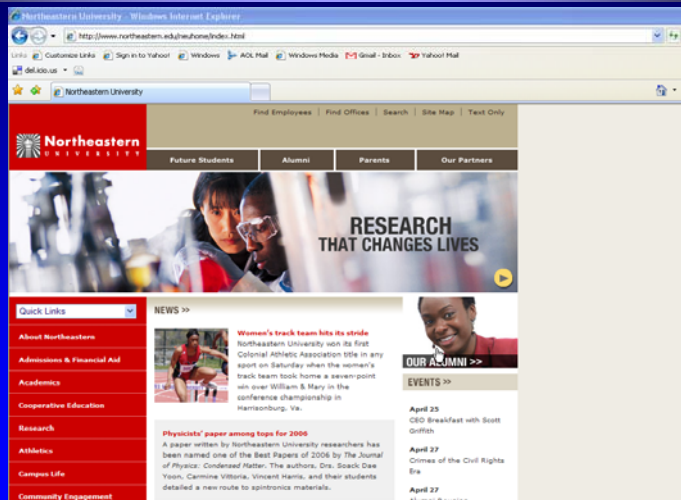 Northeastern University - Windows Internet Explorer
http://www.northeastern.edu/neuhome/index.html
Links Customize Links Sign in to Yahoo! Windows AOL Mail Windows Media Gmail - Inbox Yahoo! Mail
del.icio.us
Northeastern University
Find Employees | Find Offices | Search | Site Map | Text Only
Northeastern
UNIVERSITY
Future Students Alumni Parents Our Partners
RESEARCH
THAT CHANGES LIVES
Quick Links
About Northeastern
Admissions & Financial Aid
Academics
Cooperative Education
Research
Athletics
Campus Life
Community Engagement
NEWS >>
Women's track team hits its stride
Northeastern University won its first
Colonial Athletic Association title in any
sport on Saturday when the women's
track team took home a seven-point
win over William & Mary in the
conference championship in
Harrisonburg, Va.
Physicists' paper among tops for 2006
A paper written by Northeastern University researchers has
been named one of the Best Papers of 2006 by The Journal
of Physics: Condensed Matter. The authors, Drs. Soack Dae
Yoon, Carmine Vittoria, Vincent Harris, and their students
detailed a new route to spintronics materials.
OUR ALUMNI >>
EVENTS >>
April 25
CEO Breakfast with Scott
Griffith
April 27
Crimes of the Civil Rights
Era
April 27